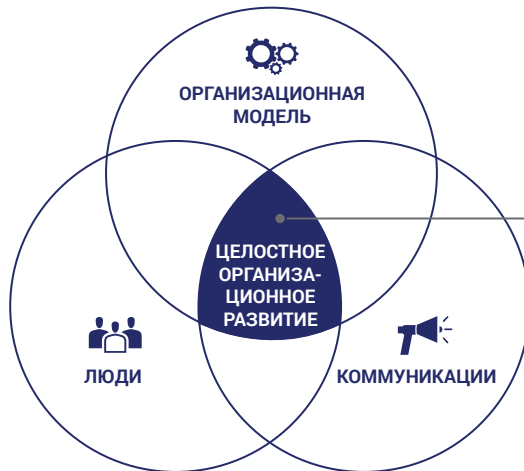 ОРГАНИЗАЦИОННАЯ
МОДЕЛЬ
ЦЕЛОСТНОЕ
ОРГАНИЗА-
ЦИОННОЕ
РАЗВИТИЕ
ЛЮДИ
КОММУНИКАЦИИ